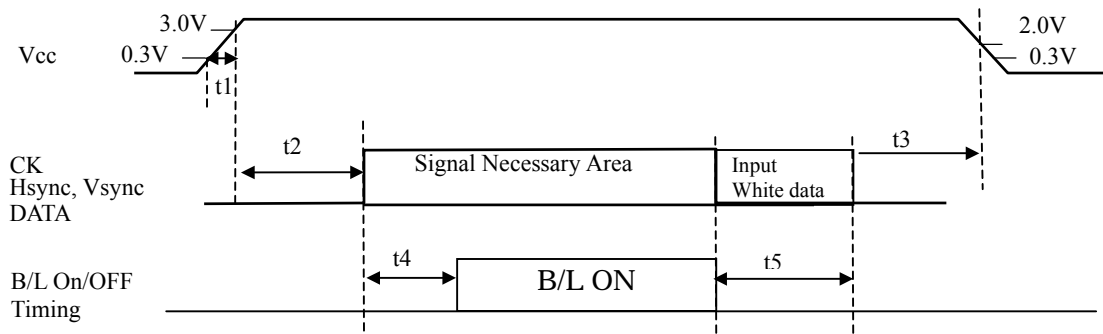 3.0V
2.0V
Vcc
0.3V
0.3V
t1
t2
t3
CK
Hsync, Vsync
DATA
Signal Necessary Area
Input
White data
t4
t5
B/L On/OFF
Timing
B/L ON